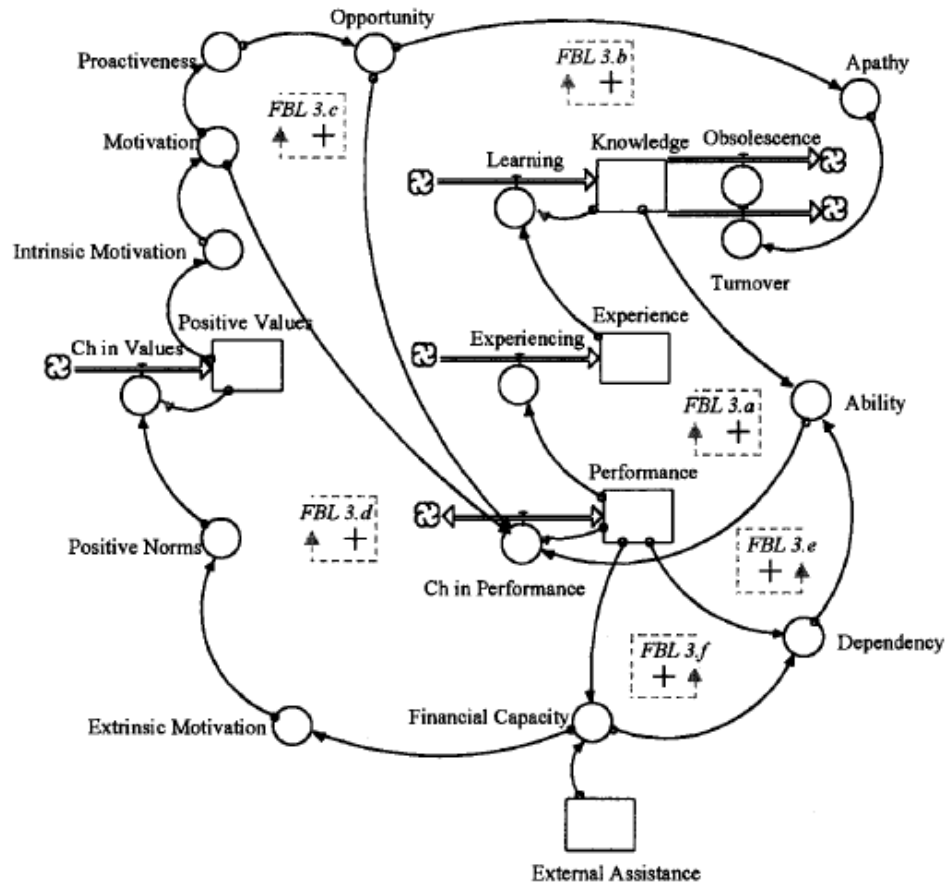 Opportunity
Proactiveness
FBL 3.b
+
Apathy
FBL 3.c
+
Motivation
Learning
Knowledge
Obsolescence
Intrinsic Motivation
Turnover
Positive Values
Experience
Ch in Values
Experiencing
FBL 3.a
+
Ability
Performance
FBL 3.d
+
Positive Norms
FBL 3.e
+
Ch in Performance
FBL 3.f
+
Dependency
Extrinsic Motivation
Financial Capacity
External Assistance